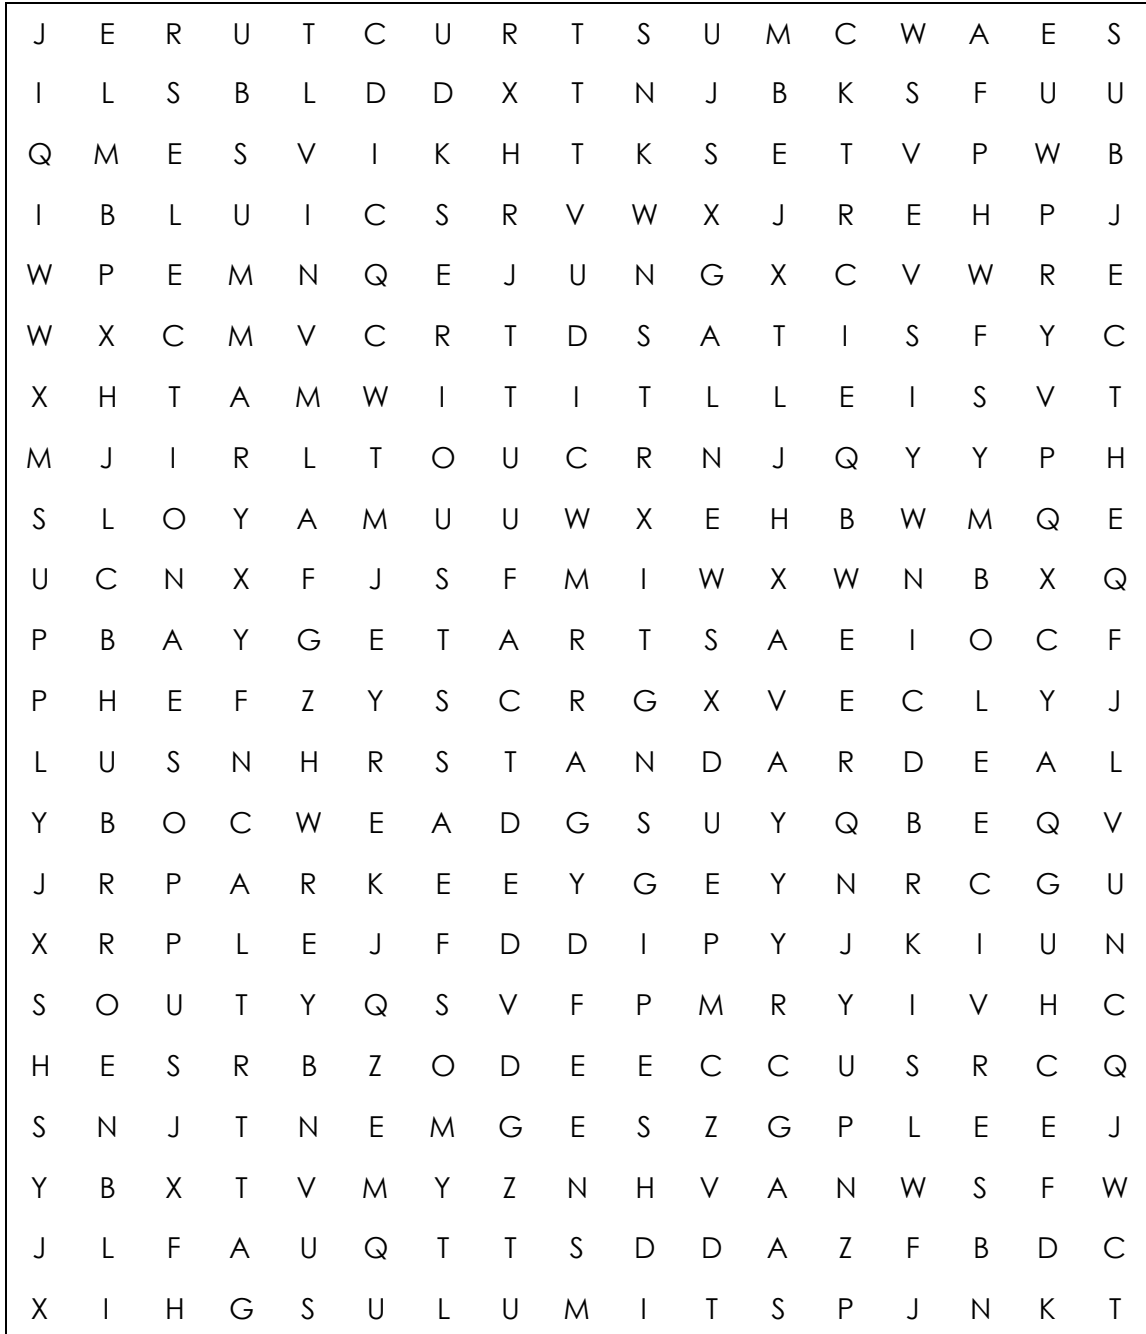 J E R U T C U R T S U M C W A E S
I L S B L D D X T N J B K S F U U
Q M E S V I K H T K S E T V P W B
I B L U I C S R V W X J R E H P J
W P E M N Q E J U N G X C V W R E
W X C M V C R T D S A T I S F Y C
X H T A M W I T I T L L E I S V T
M J I R L T O U C R N J Q Y Y P H
S L O Y A M U U W X E H B W M Q E
U C N X F J S F M I W X W N B X Q
P B A Y G E T A R T S A E I O C F
P H E F Z Y S C R G X V E C L Y J
L U S N H R S T A N D A R D E A L
Y B O C W E A D G S U Y Q B E Q V
J R P A R K E E Y G E Y N R C G U
X R P L E J F D D I P Y J K I U N
S O U T Y Q S V F P M R Y I V H C
H E S R B Z O D E E C C U S R C Q
S N J T N E M G E S Z G P L E E J
Y B X T V M Y Z N H V A N W S F W
J L F A U Q T T S D D A Z F B D C
X I H G S U L U M I T S P J N K T